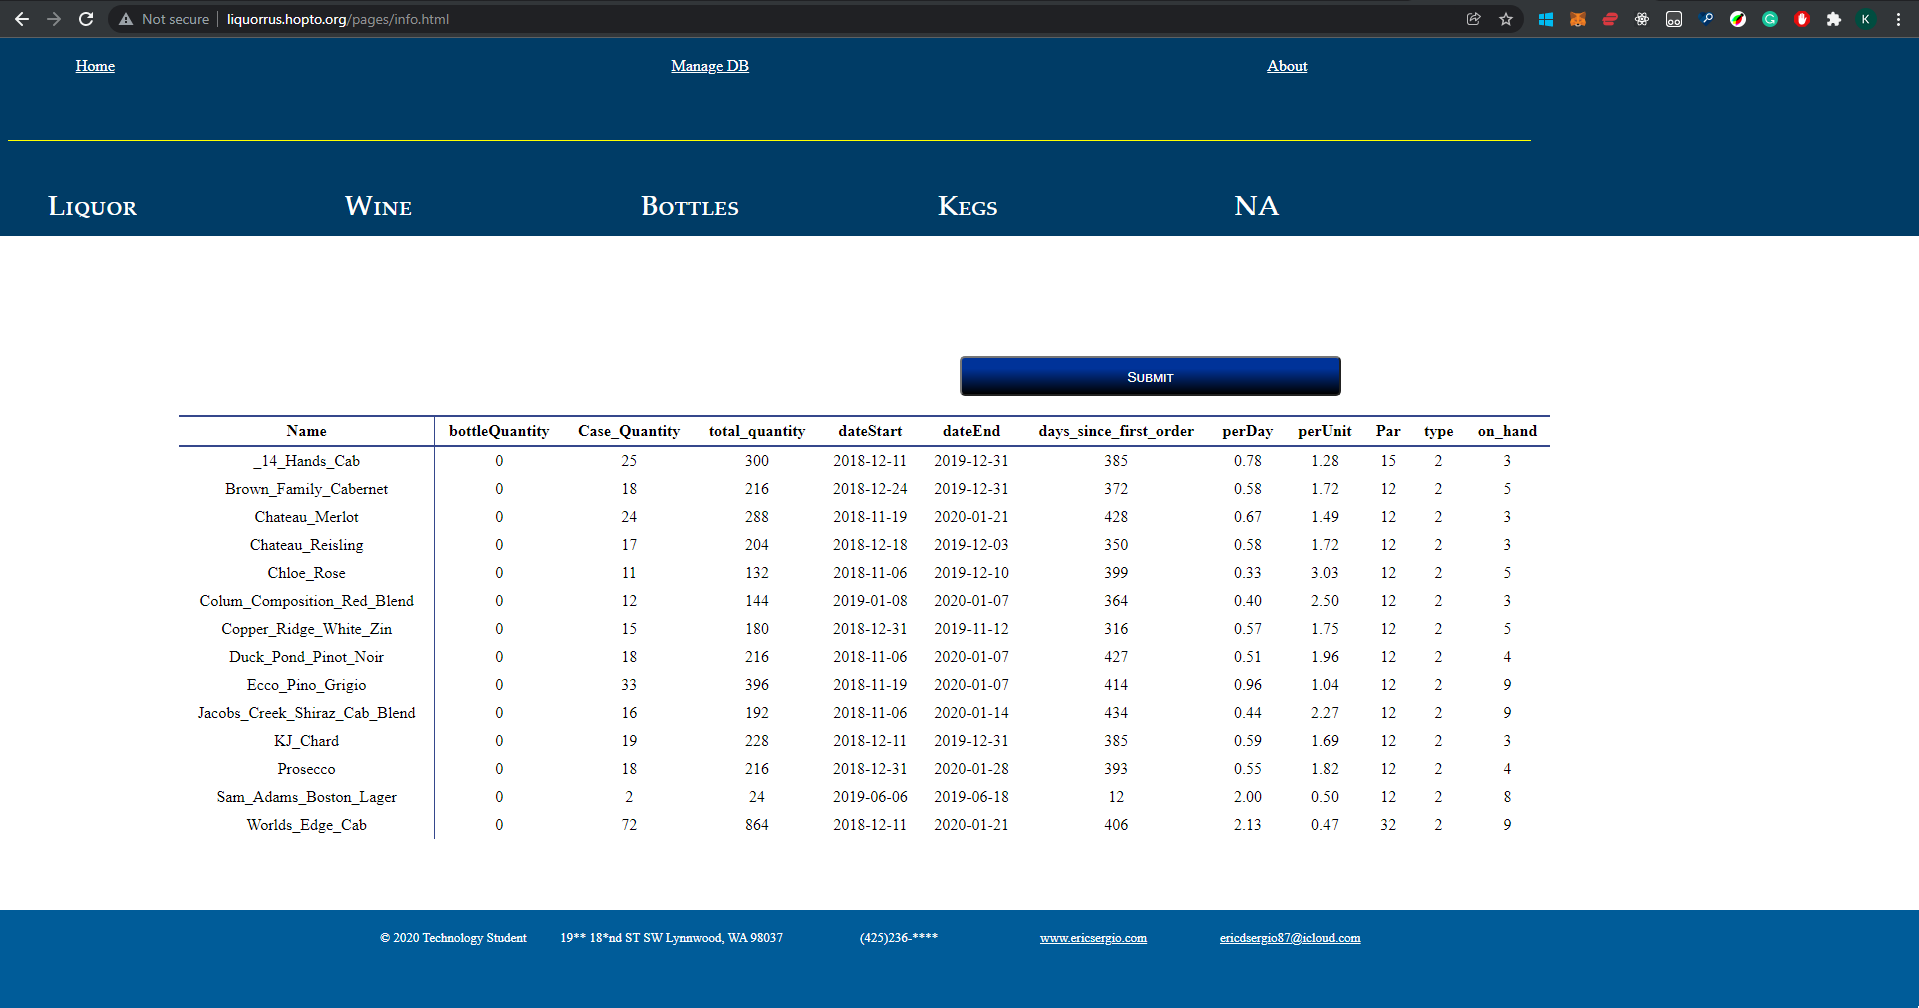 Not secure liquorrus.hopto.org/pages/info.html K
Home Manage DB About
Liquor Wine Bottles Kegs NA
Submit
Name bottleQuantity Case_Quantity total_quantity dateStart dateEnd days_since_first_order perDay perUnit Par type on_hand
_14_Hands_Cab 0 25 300 2018-12-11 2019-12-31 385 0.78 1.28 15 2 3
Brown_Family_Cabernet 0 18 216 2018-12-24 2019-12-31 372 0.58 1.72 12 2 5
Chateau_Merlot 0 24 288 2018-11-19 2020-01-21 428 0.67 1.49 12 2 3
Chateau_Reisling 0 17 204 2018-12-18 2019-12-03 350 0.58 1.72 12 2 3
Chloe_Rose 0 11 132 2018-11-06 2019-12-10 399 0.33 3.03 12 2 5
Colum_Composition_Red_Blend 0 12 144 2019-01-08 2020-01-07 364 0.40 2.50 12 2 3
Copper_Ridge_White_Zin 0 15 180 2018-12-31 2019-11-12 316 0.57 1.75 12 2 5
Duck_Pond_Pinot_Noir 0 18 216 2018-11-06 2020-01-07 427 0.51 1.96 12 2 4
Ecco_Pino_Grigio 0 33 396 2018-11-19 2020-01-07 414 0.96 1.04 12 2 9
Jacobs_Creek_Shiraz_Cab_Blend 0 16 192 2018-11-06 2020-01-14 434 0.44 2.27 12 2 9
KJ_Chard 0 19 228 2018-12-11 2019-12-31 385 0.59 1.69 12 2 3
Prosecco 0 18 216 2018-12-31 2020-01-28 393 0.55 1.82 12 2 4
Sam_Adams_Boston_Lager 0 2 24 2019-06-06 2019-06-18 12 2.00 0.50 12 2 8
Worlds_Edge_Cab 0 72 864 2018-12-11 2020-01-21 406 2.13 0.47 32 2 9
© 2020 Technology Student 19** 18*nd ST SW Lynnwood, WA 98037 (425)236-**** www.ericsergio.com ericdsergio87@icloud.com